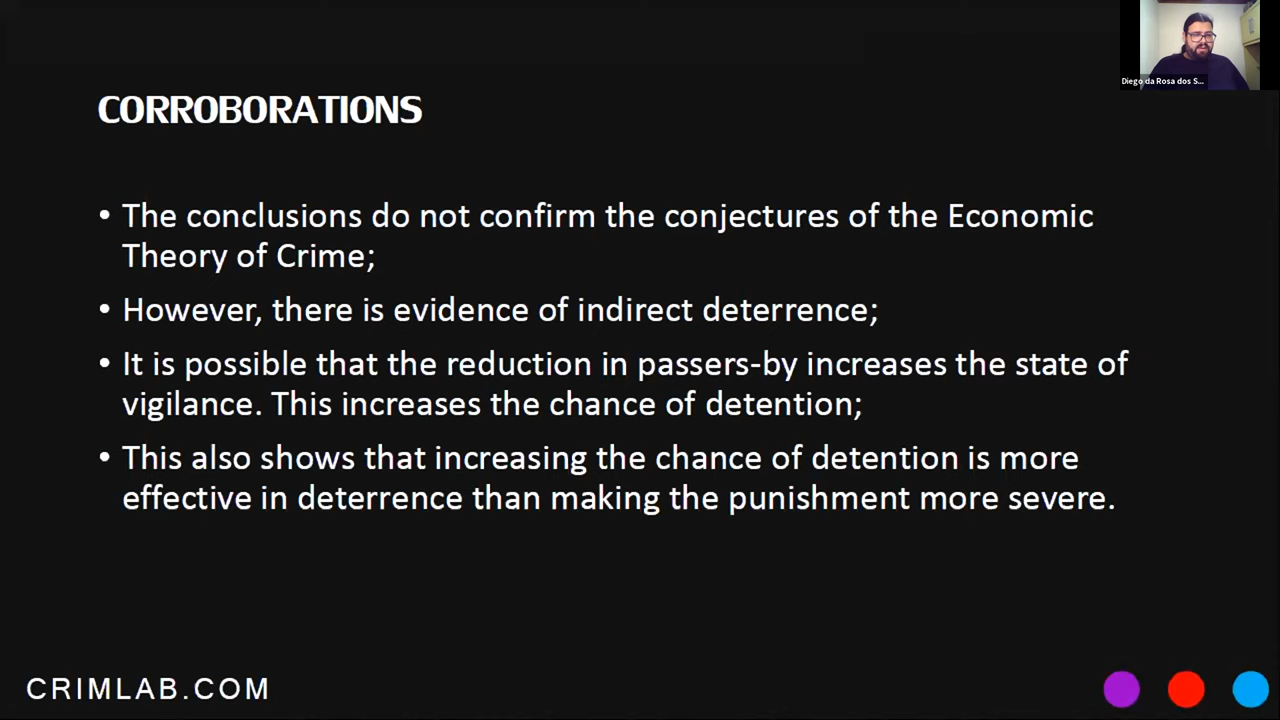 Diego da Rosa dos S...
CORROBORATIONS
• The conclusions do not confirm the conjectures of the Economic
Theory of Crime;
• However, there is evidence of indirect deterrence;
• It is possible that the reduction in passers-by increases the state of
vigilance. This increases the chance of detention;
• This also shows that increasing the chance of detention is more
effective in deterrence than making the punishment more severe.
CRIMLAB.COM